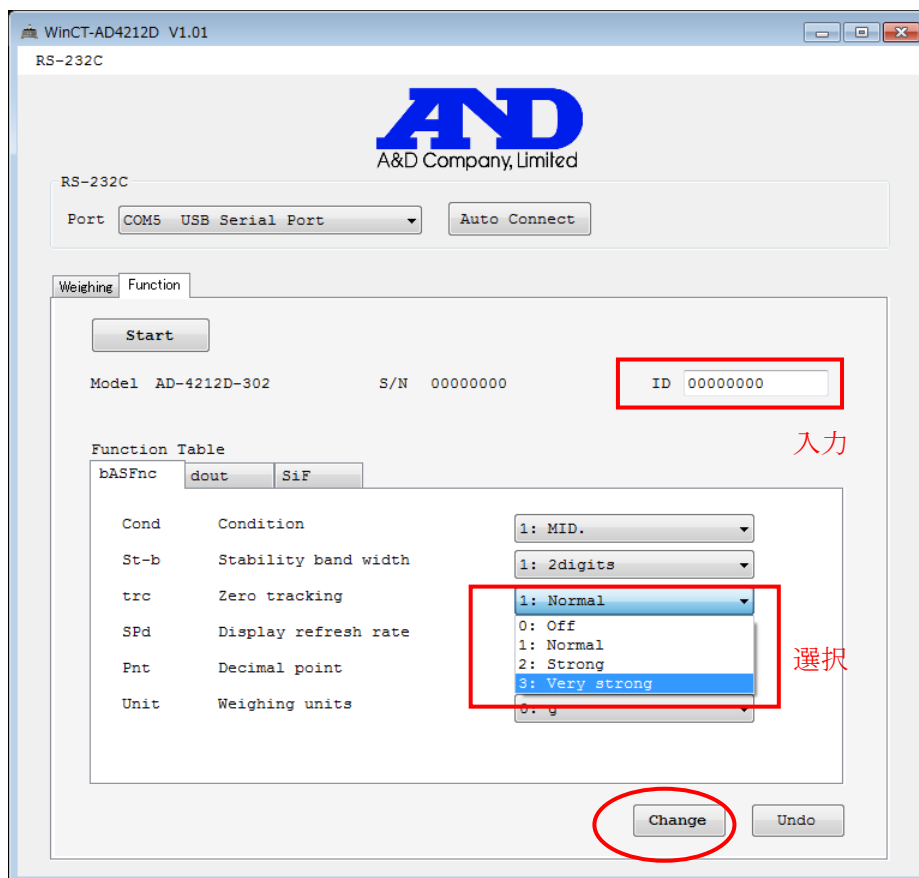 WinCT-AD4212D V1.01
RS-232C
AND
A&D Company, Limited
RS-232C
Port COM5 USB Serial Port Auto Connect
Weighing Function
Start
Model AD-4212D-302 S/N 00000000 ID 00000000
入力
Function Table
bASFnc dout SiF
Cond Condition 1: MID.
St-b Stability band width 1: 2digits
trc Zero tracking 1: Normal
0: Off
SPd Display refresh rate
1: Normal
選択
Pnt Decimal point 2: Strong
3: Very strong
Unit Weighing units 0: g
Change Undo